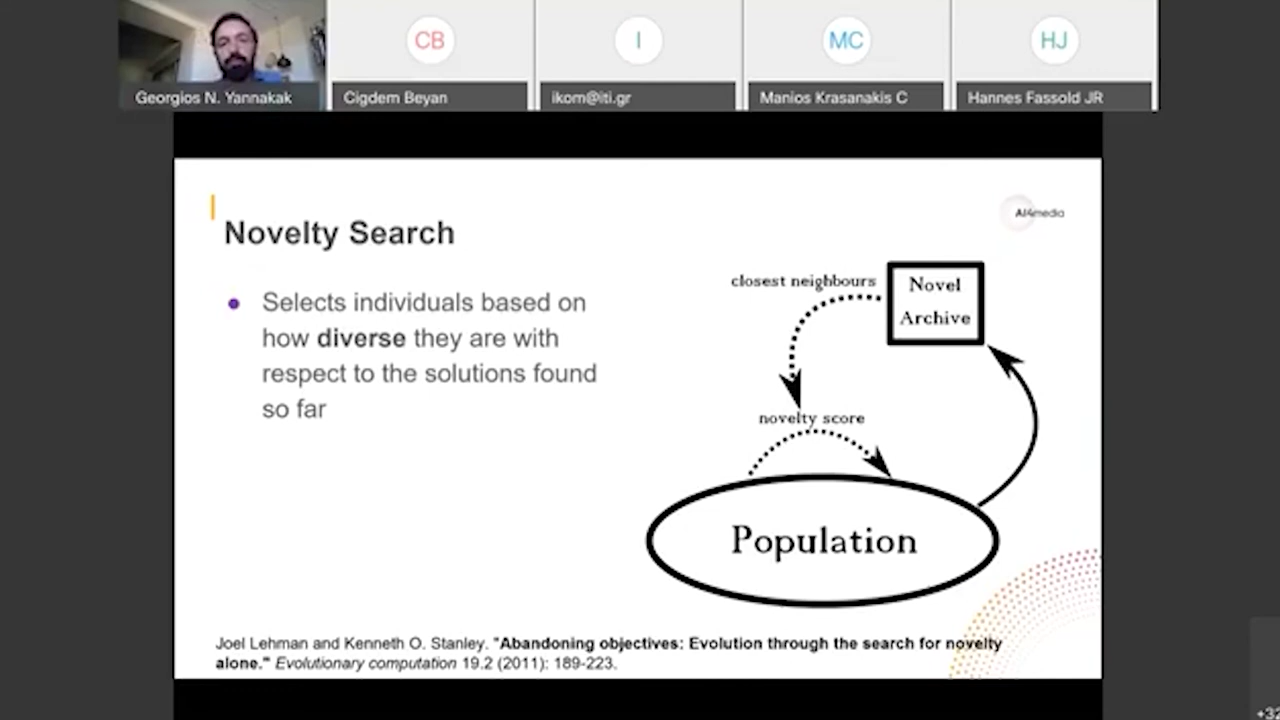 CB
I
MC
HJ
Georgios N. Yannakak
Cigdem Beyan
ikom@iti.gr
Manios Krasanakis C
Hannes Fassold JR
AI4media
Novelty Search
Selects individuals based on
how diverse they are with
respect to the solutions found
so far
closest neighbours
Novel
Archive
novelty score
Population
Joel Lehman and Kenneth O. Stanley. "Abandoning objectives: Evolution through the search for novelty
alone." Evolutionary computation 19.2 (2011): 189-223.